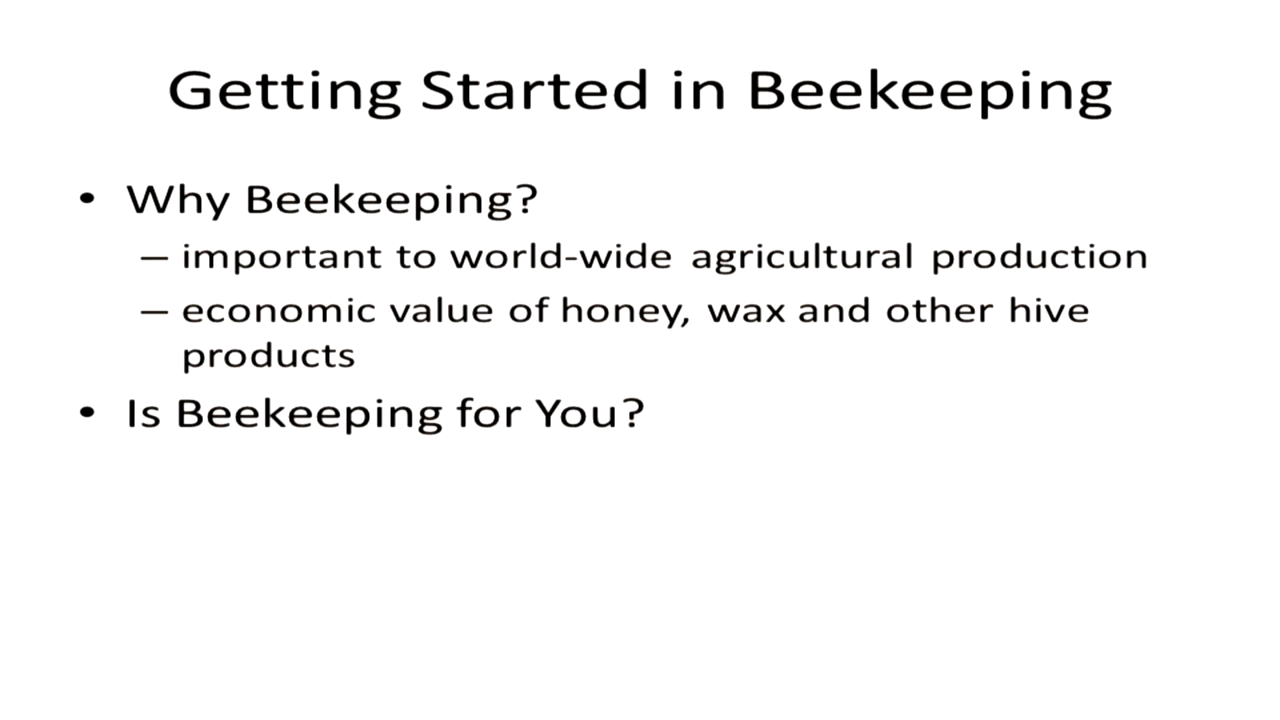 Getting Started in Beekeeping
• Why Beekeeping?
– important to world-wide agricultural production
– economic value of honey, wax and other hive
products
• Is Beekeeping for You?